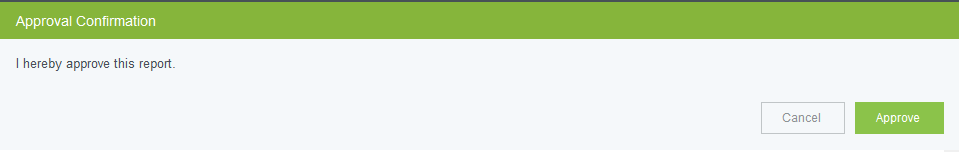 Approval Confirmation
I hereby approve this report.
Cancel
Approve